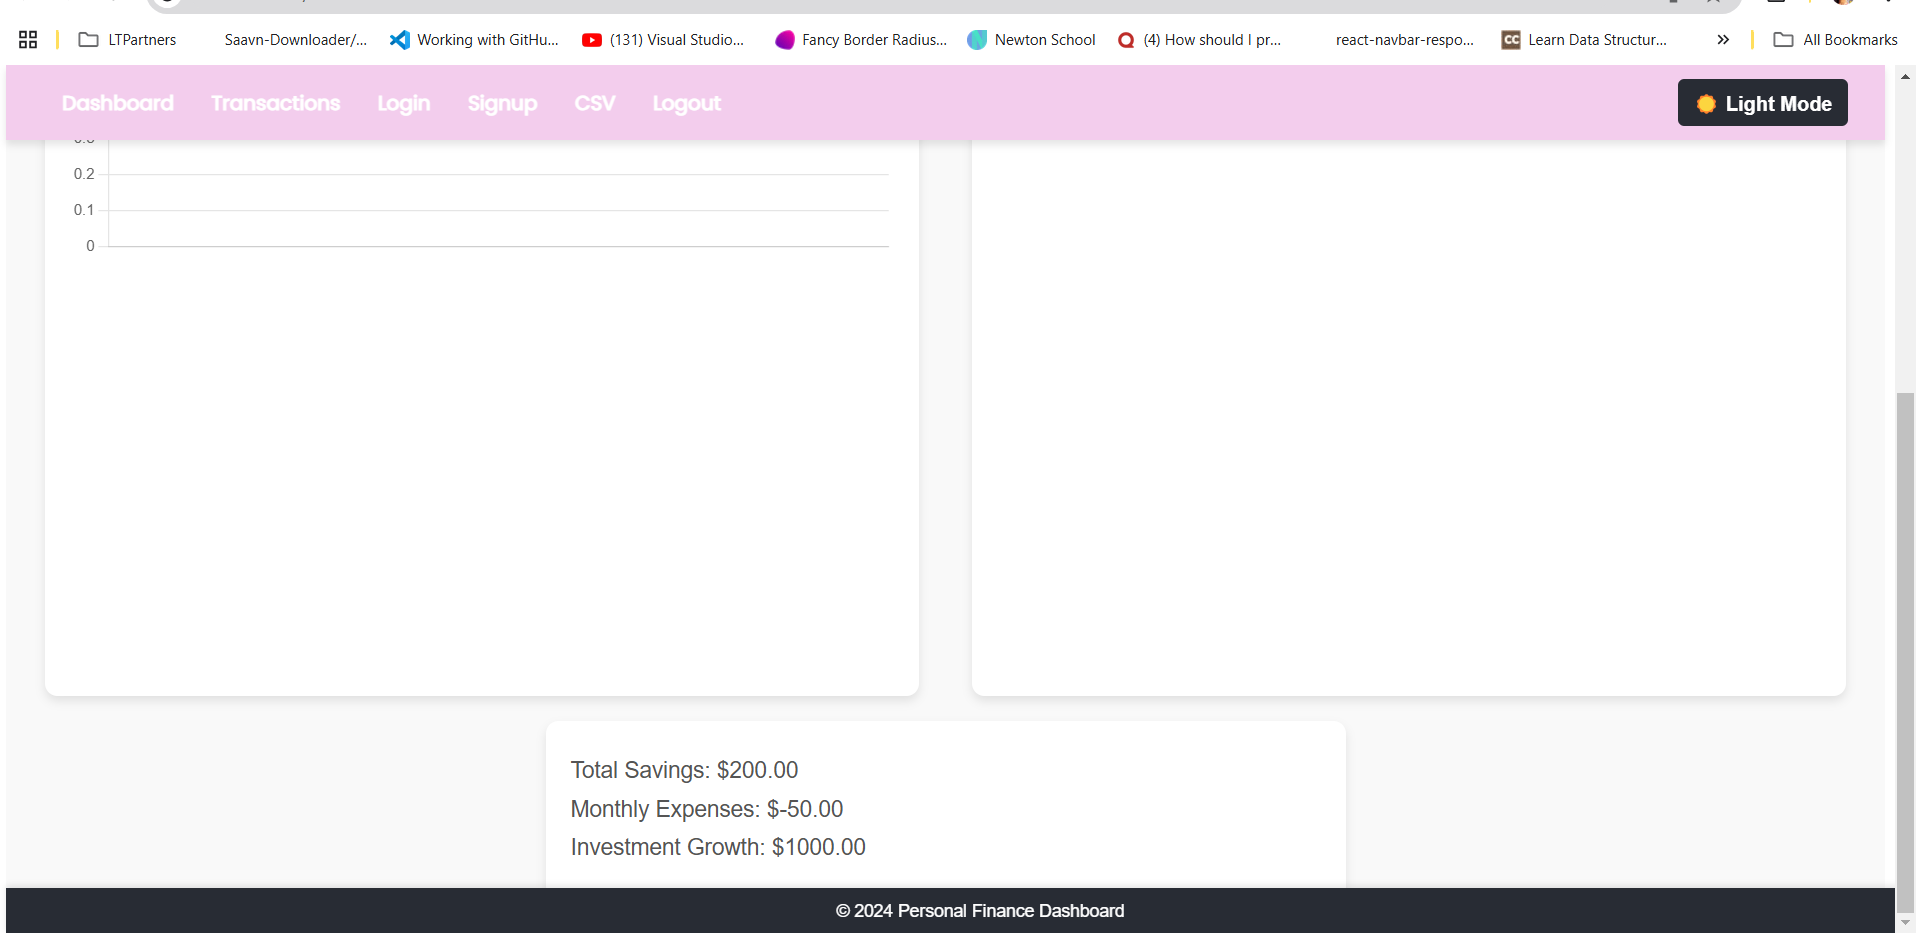 LTPartners Saavn-Downloader/... Working with GitHu... (131) Visual Studio... Fancy Border Radius... Newton School (4) How should I pr... react-navbar-respo... CC Learn Data Structur... » All Bookmarks
Dashboard Transactions Login Signup CSV Logout Light Mode
0.2
0.1
0
Total Savings: $200.00
Monthly Expenses: $-50.00
Investment Growth: $1000.00
© 2024 Personal Finance Dashboard